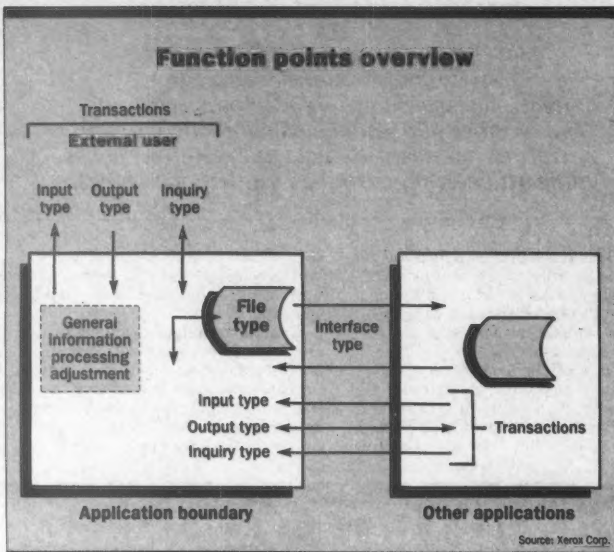 Function points overview
Transactions
External user
Input
type
Output
type
Inquiry
type
General
information
processing
adjustment
File
type
Interface
type
Input type
Output type
Inquiry type
Transactions
Application boundary
Other applications
Source: Xerox Corp.